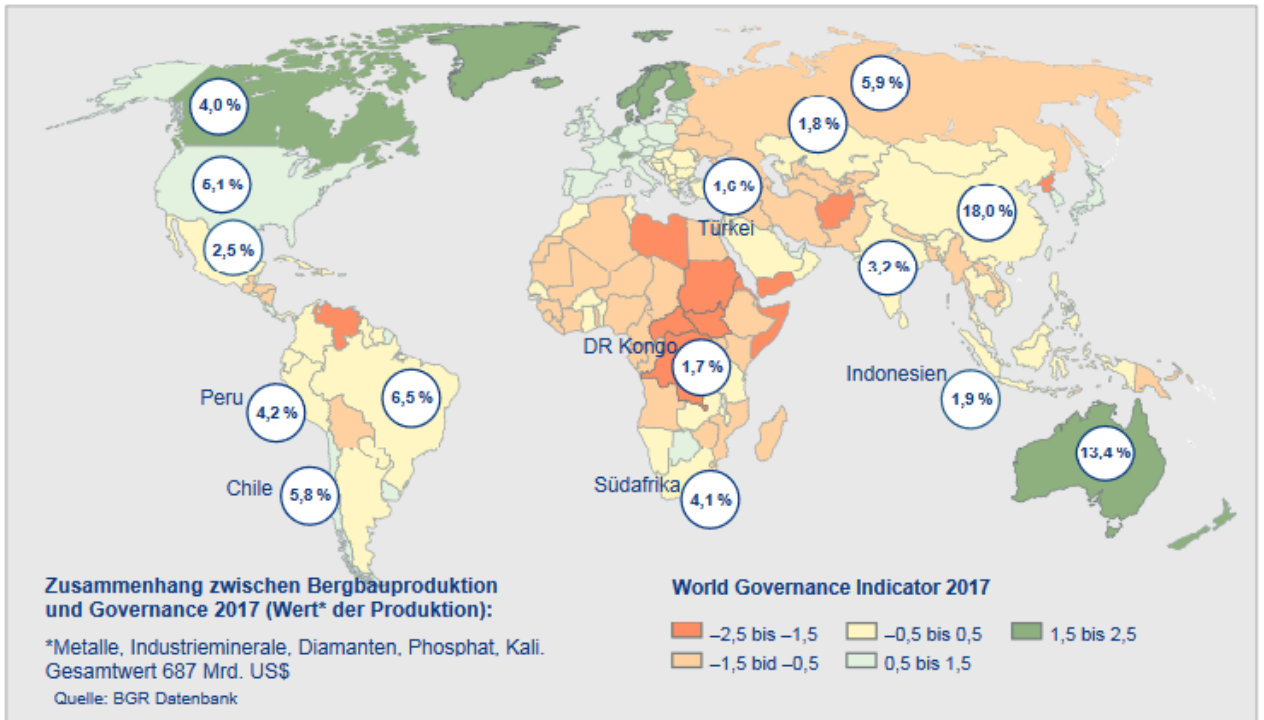 4,0 %
5,9 %
1,8 %
5,1 %
1,6 %
Türkei
18,0 %
2,5 %
3,2 %
DR Kongo
1,7 %
Indonesien
1,9 %
Peru
4,2 %
6,5 %
13,4 %
Chile
5,8 %
Südafrika
4,1 %
Zusammenhang zwischen Bergbauproduktion
und Governance 2017 (Wert* der Produktion):
*Metalle, Industrieminerale, Diamanten, Phosphat, Kali.
Gesamtwert 687 Mrd. US$
Quelle: BGR Datenbank
World Governance Indicator 2017
–2,5 bis –1,5
–0,5 bis 0,5
1,5 bis 2,5
–1,5 bid –0,5
0,5 bis 1,5